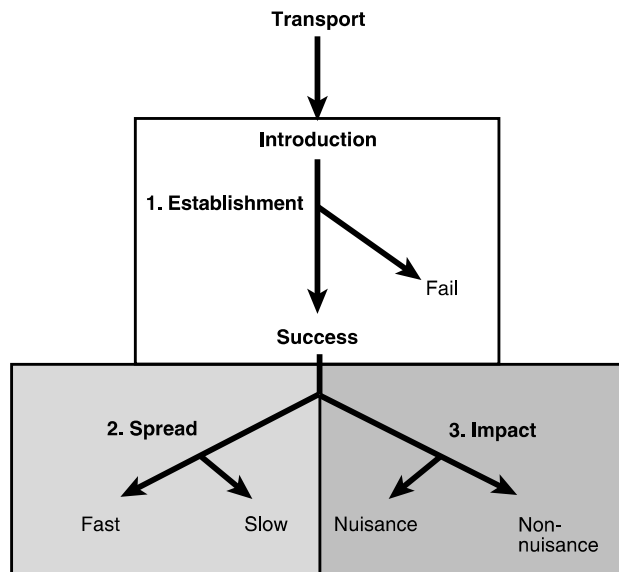 Transport
Introduction
1. Establishment
Fail
Success
2. Spread
3. Impact
Fast
Slow
Nuisance
Non-
nuisance